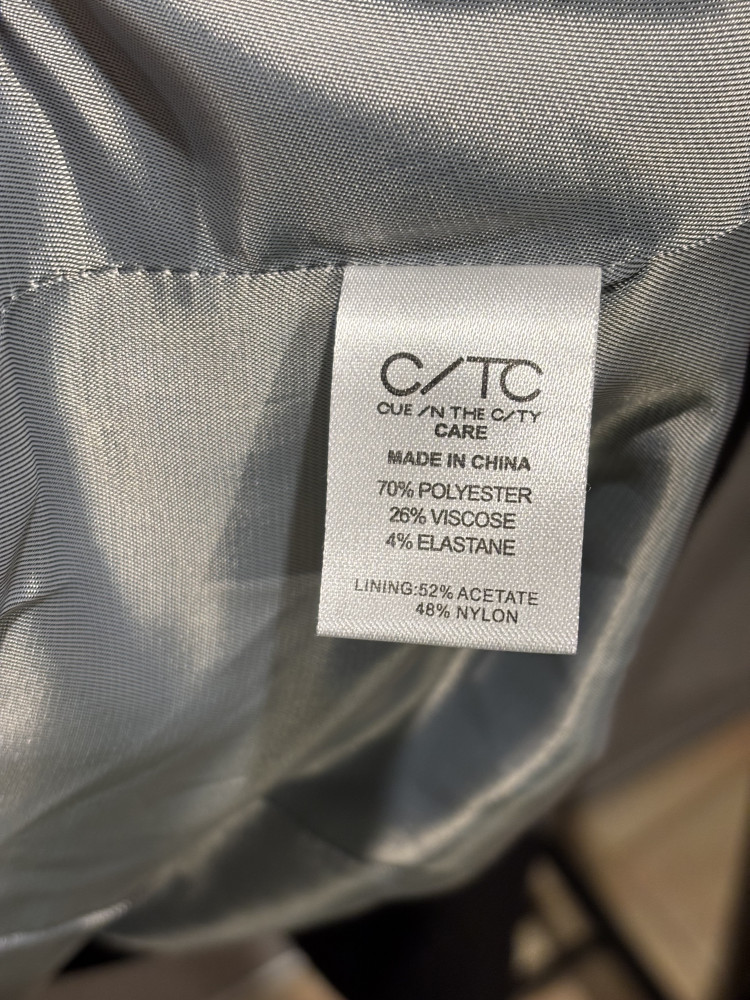 C/TC
CUE /N THE C/TY
CARE
MADE IN CHINA
70% POLYESTER
26% VISCOSE
4% ELASTANE
LINING:52% ACETATE
48% NYLON